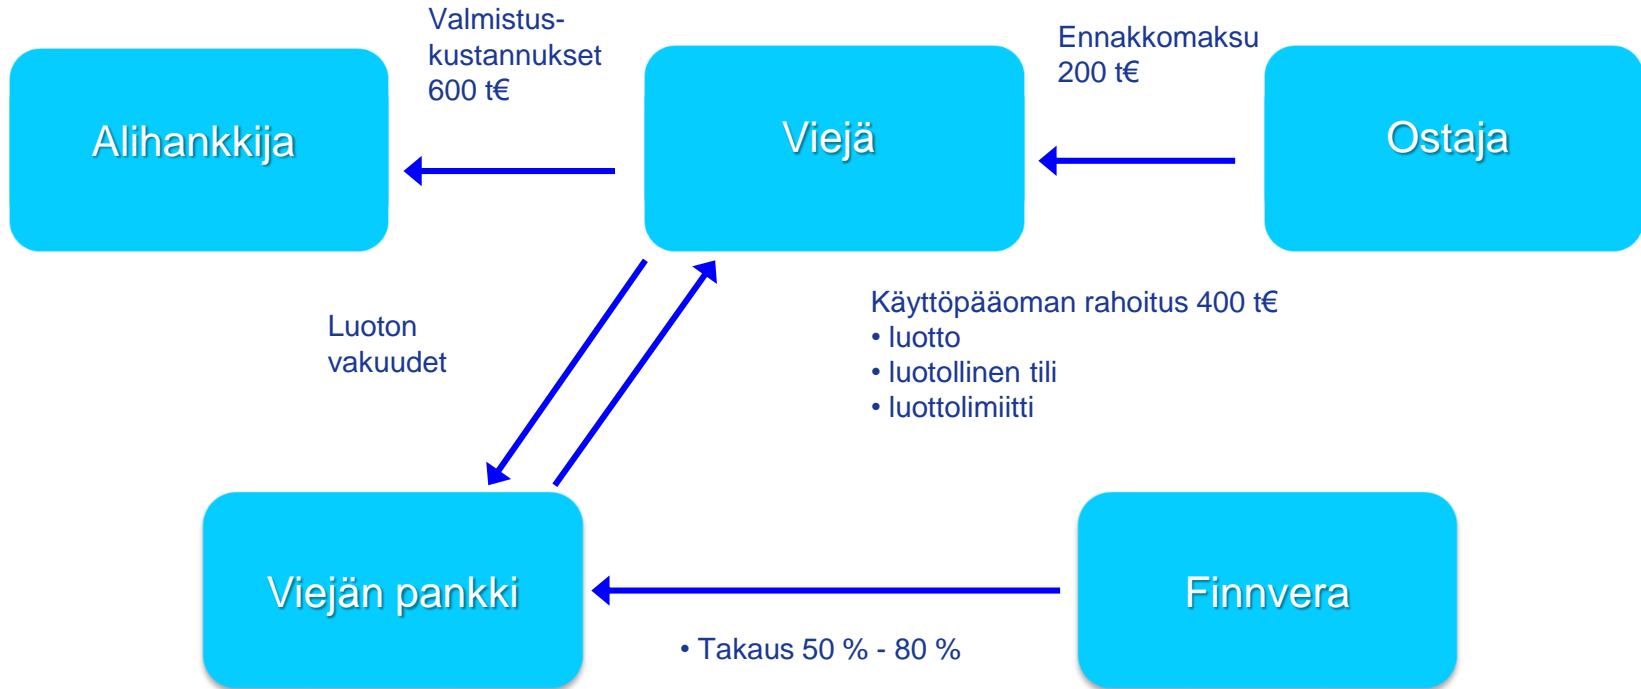 Valmistus-
kustannukset
600 t€
Ennakkomaksu
200 t€
Alihankkija
Viejä
Ostaja
Luoton
vakuudet
Käyttöpääoman rahoitus 400 t€
• luotto
• luotollinen tili
• luottolimiitti
Viejän pankki
Finnvera
• Takaus 50 % - 80 %